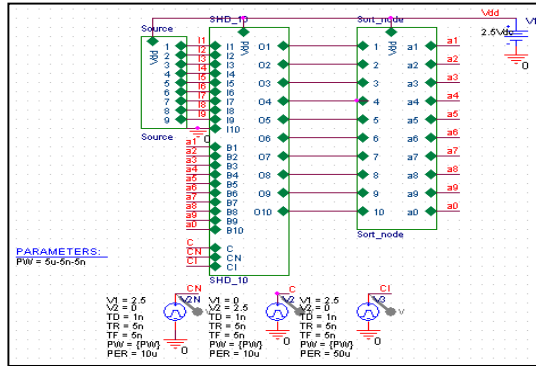 Source
SHD_10
Sort_node
Vdd
V1
2.5Vdc
0
Vdd
Vdd
Vdd
1 I1 I1 O1 1 a1 a1
2 I2 I2 O2 2 a2 a2
3 I3 I3 O3 3 a3 a3
4 I4 I4 O4 4 a4 a4
5 I5 I5 O5 5 a5 a5
6 I6 I6 O6 6 a6 a6
7 I7 I7 O7 7 a7 a7
8 I8 I8 O8 8 a8 a8
9 I9 I9 O9 9 a9 a9
0 I10 O10 10 a0 a0
Source
a1 B1
a2 B2
a3 B3
a4 B4
a5 B5
a6 B6
a7 B7
a8 B8
a9 B9
a0 B10
C C
CN CN
CI CI
SHD_10
Sort_node
PARAMETERS:
PW = 5u-5n-5n
CN
V2N
V1 = 2.5
V2 = 0
TD = 1n
TR = 5n
TF = 5n
PW = {PW}
PER = 10u
0
C
V2
V1 = 0
V2 = 2.5
TD = 1n
TR = 5n
TF = 5n
PW = {PW}
PER = 10u
0
CI
V3
V
V1 = 2.5
V2 = 0
TD = 1n
TR = 5n
TF = 5n
PW = {PW}
PER = 50u
0